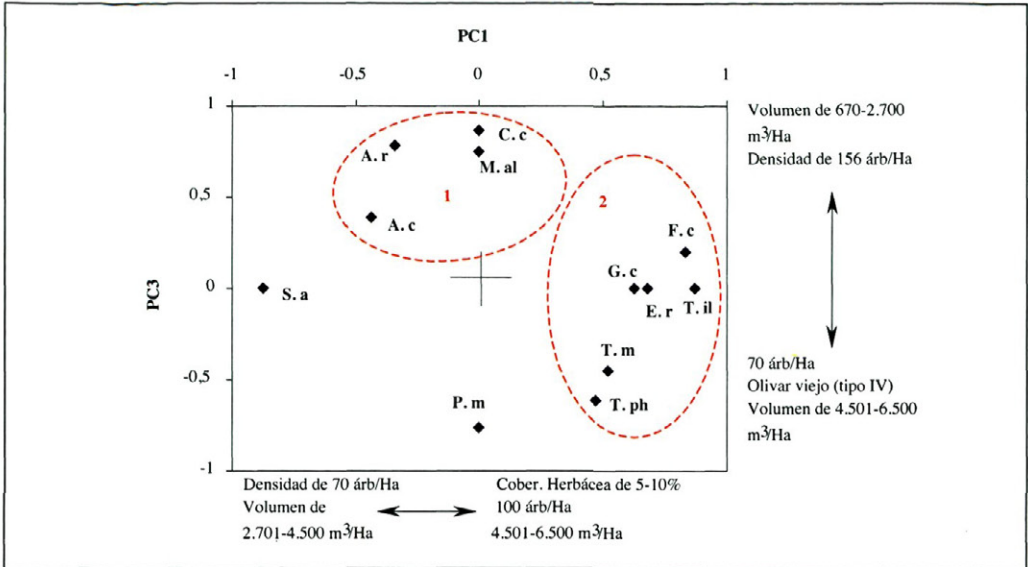 PC1
-1 -0,5 0 0,5 1
1
0,5
0
-0,5
-1
PC3
A. r
C. c
M. al
1
A. c
2
F. c
G. c
E. r
T. il
S. a
T. m
T. ph
P. m
Volumen de 670-2.700
m³/Ha
Densidad de 156 árb/Ha
70 árb/Ha
Olivar viejo (tipo IV)
Volumen de 4.501-6.500
m³/Ha
Densidad de 70 árb/Ha
Volumen de
2.701-4.500 m³/Ha
Cober. Herbácea de 5-10%
100 árb/Ha
4.501-6.500 m³/Ha